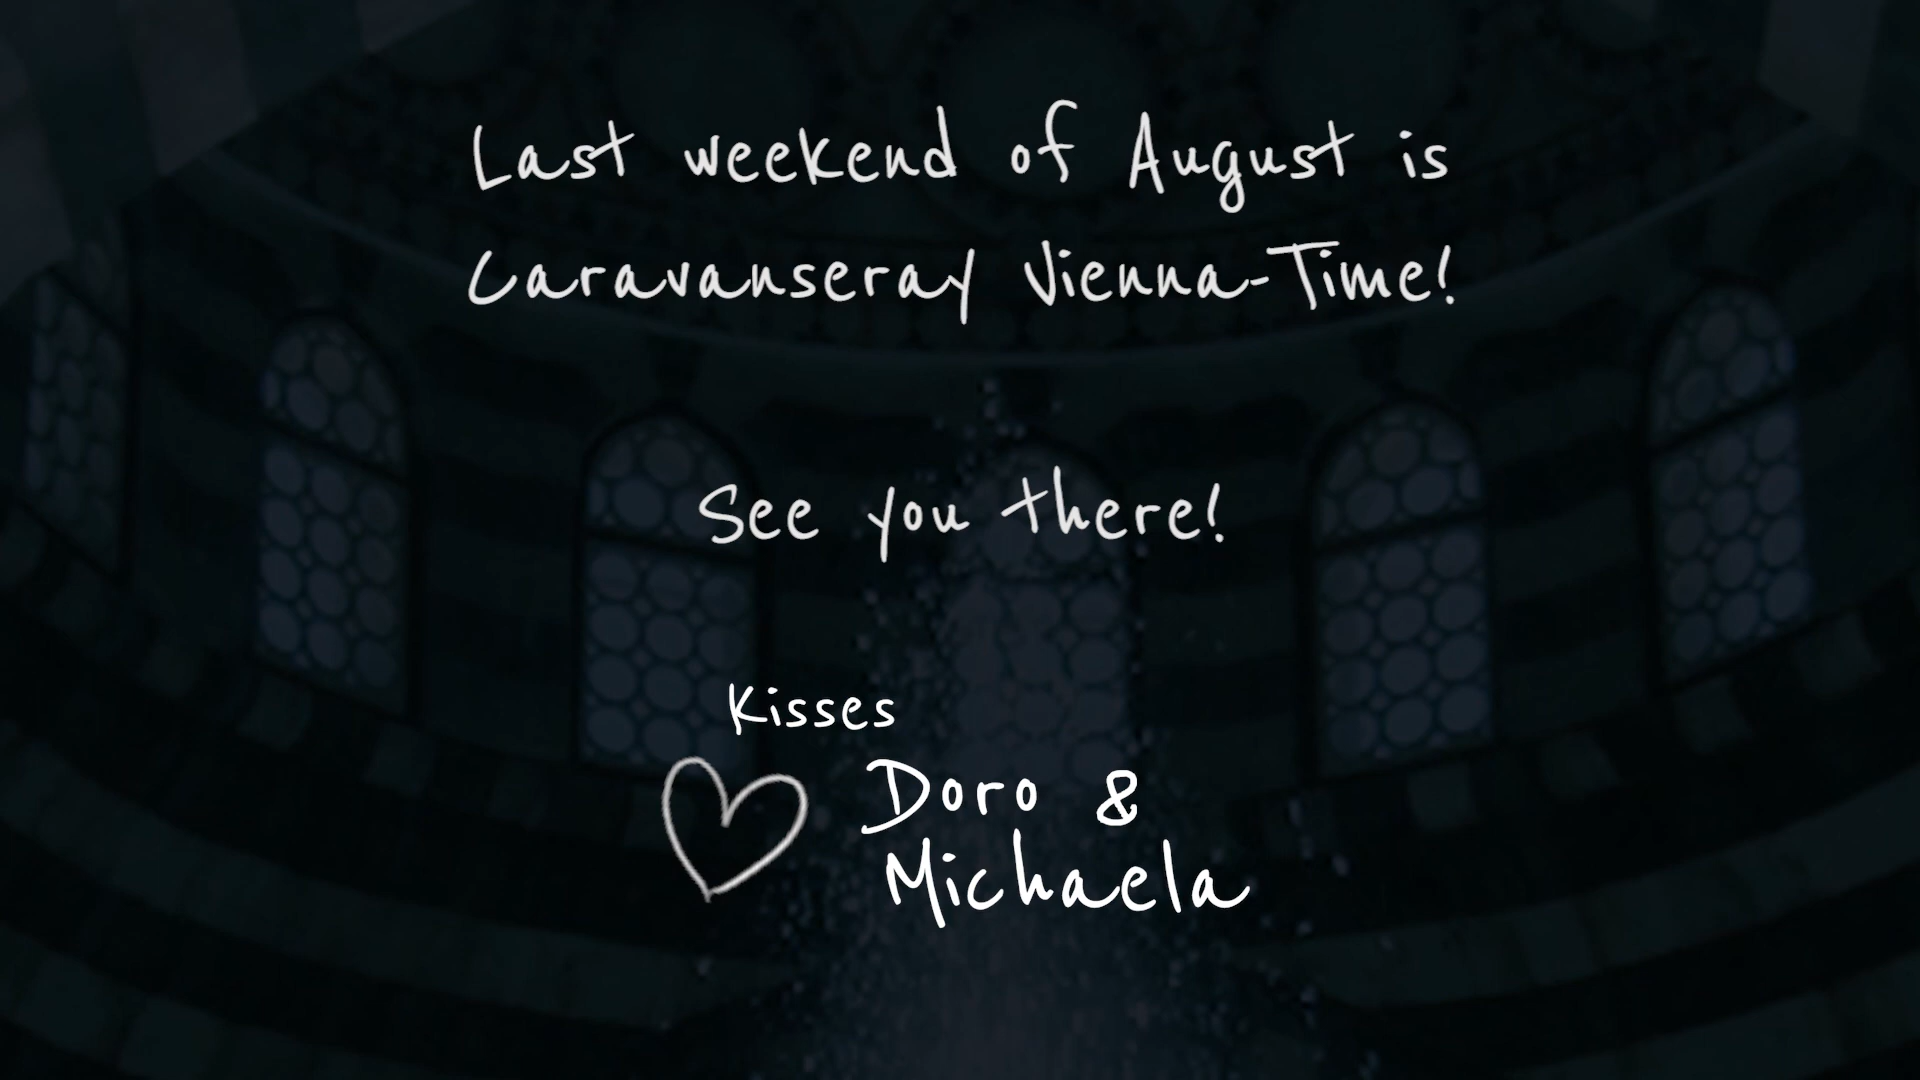 Last weekend of August is
Caravanseray Vienna-Time!
See you there!
Kisses
Doro &
Michaela